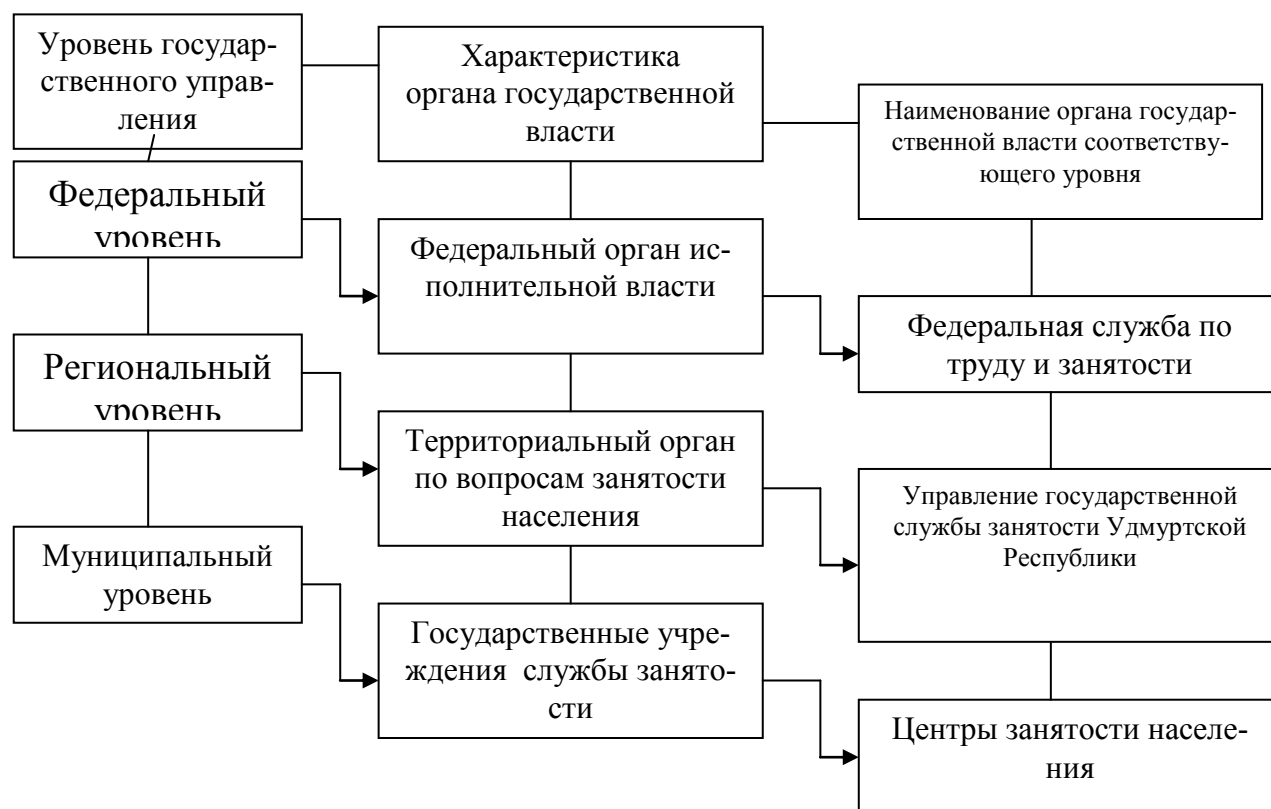 Уровень государ-
ственного управ-
ления
Характеристика
органа государственной
власти
Наименование органа государ-
ственной власти соответству-
ющего уровня
Федеральный
уровень
Федеральный орган ис-
полнительной власти
Федеральная служба по
труду и занятости
Региональный
уровень
Территориальный орган
по вопросам занятости
населения
Управление государственной
службы занятости Удмуртской
Республики
Муниципальный
уровень
Государственные учре-
ждения службы занято-
сти
Центры занятости населе-
ния